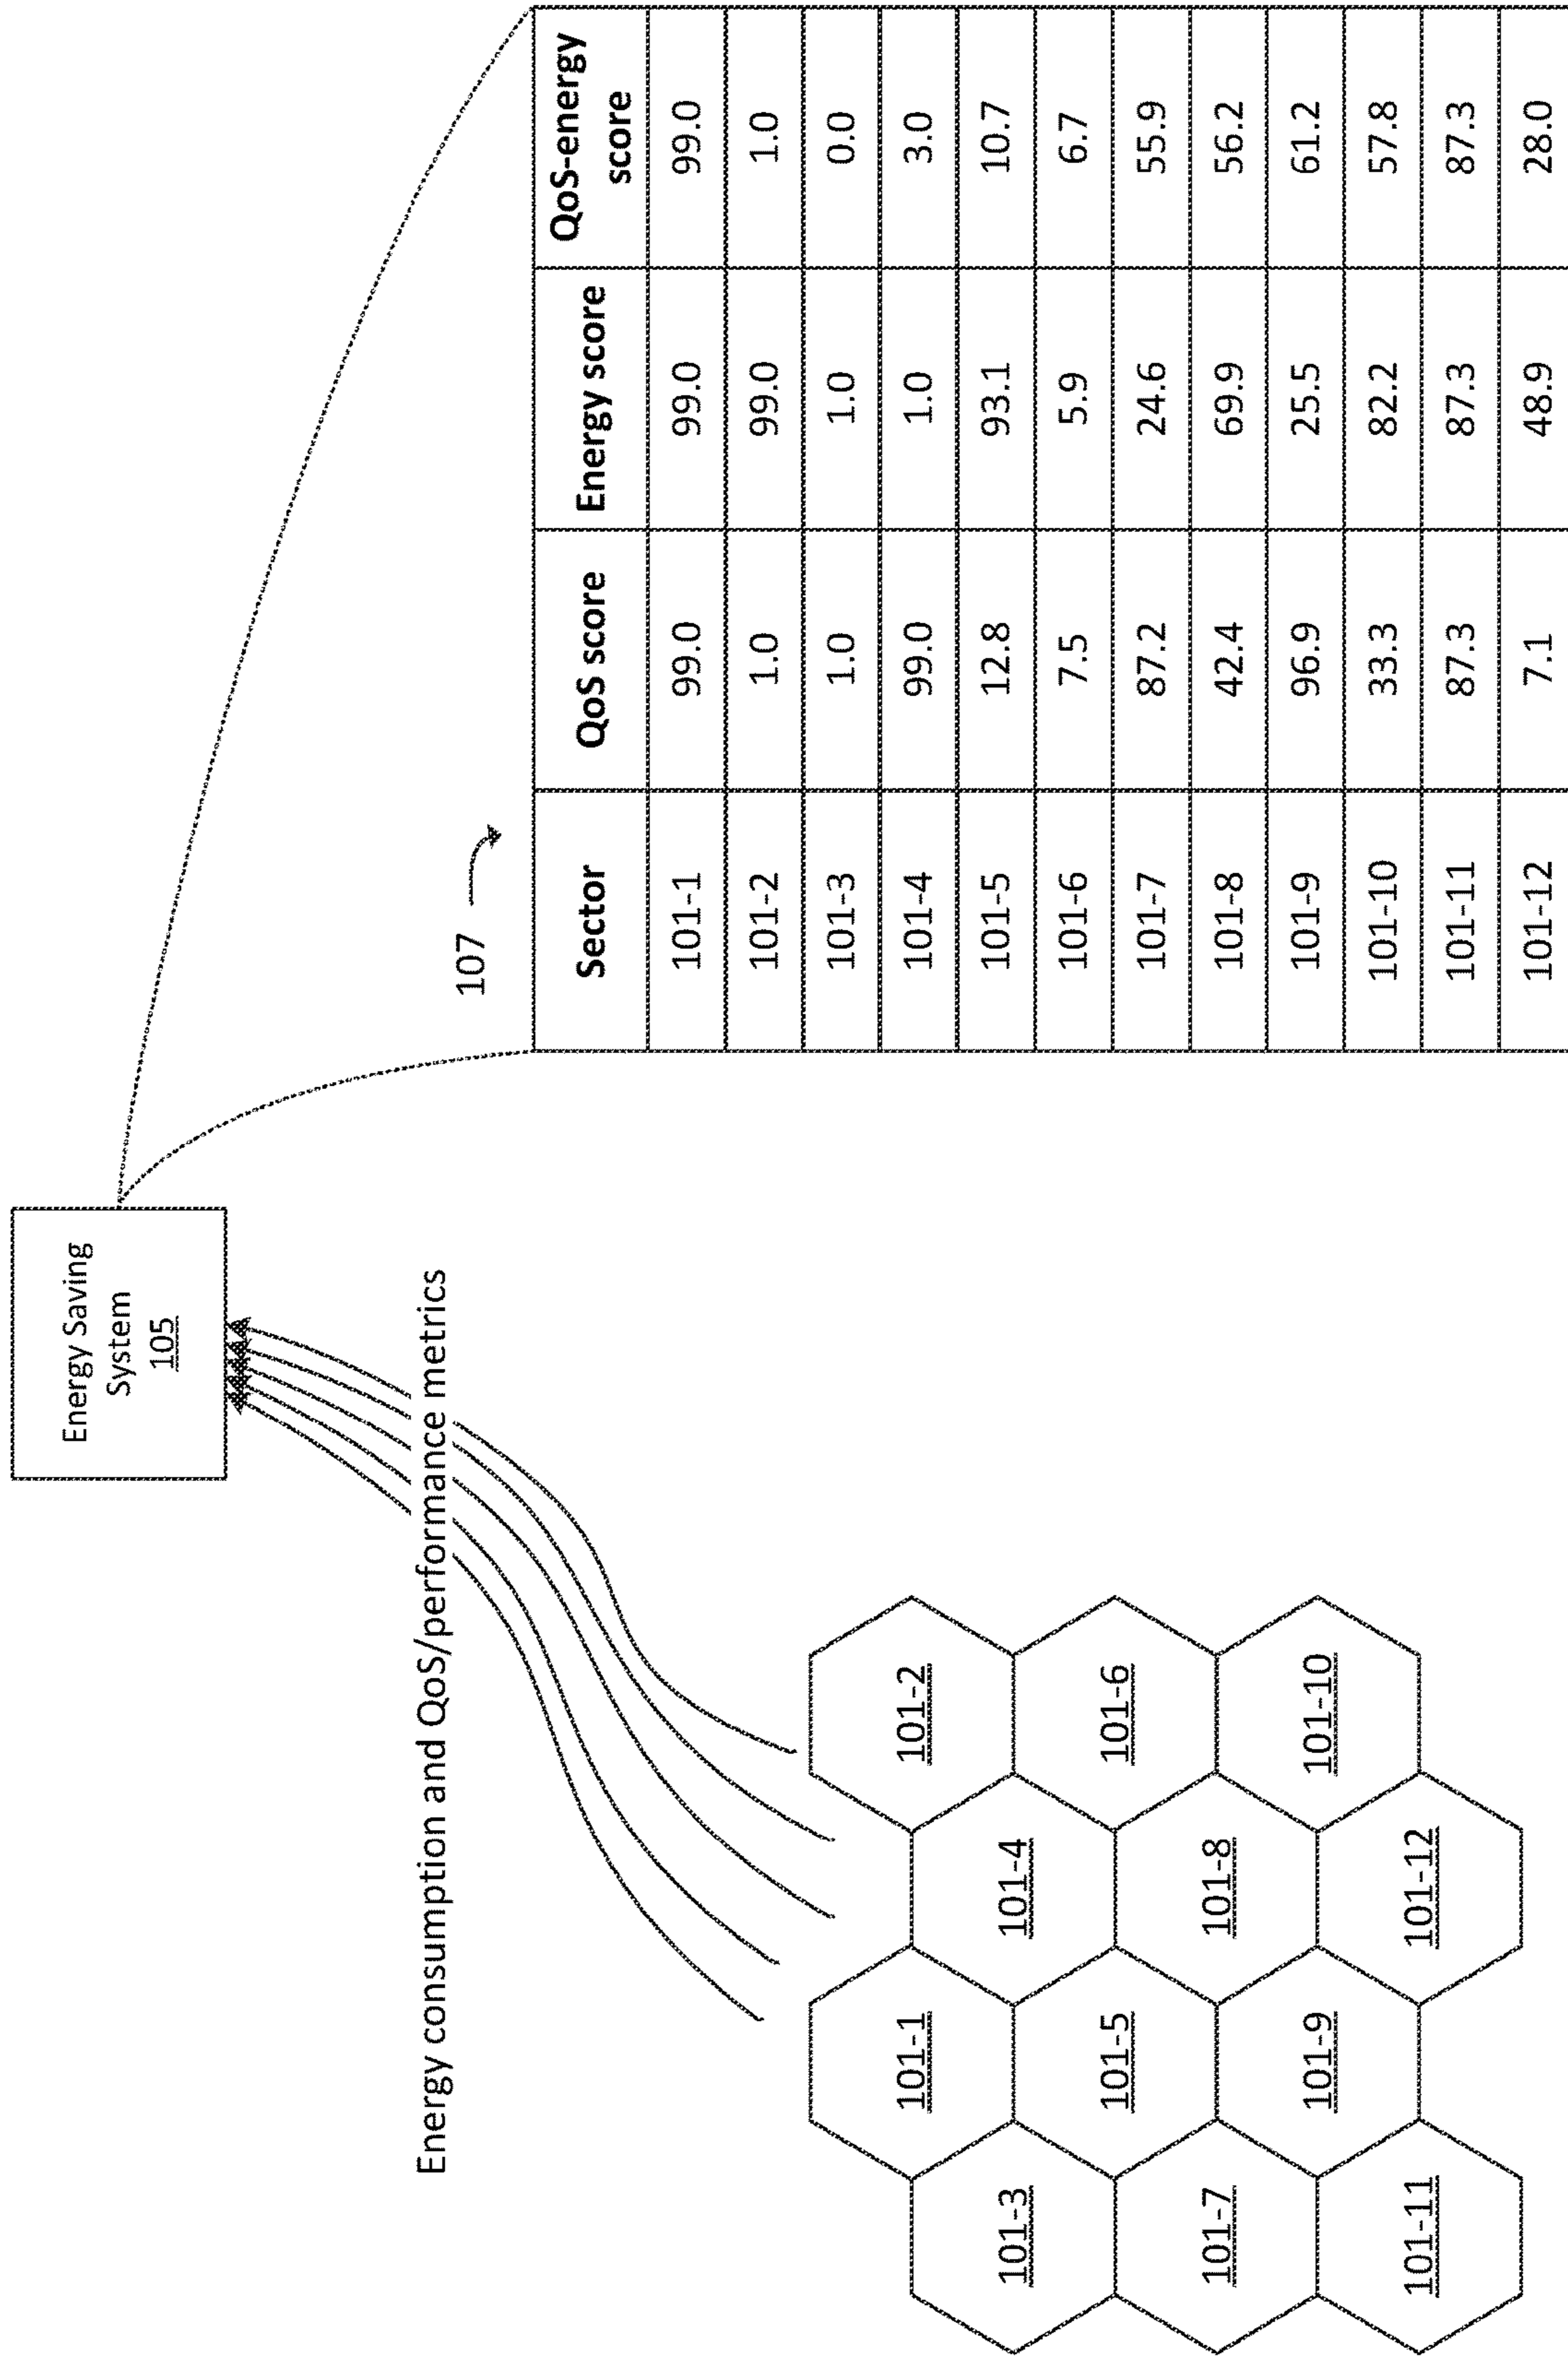 Energy Saving
System
105
Energy consumption and QoS/performance metrics
101-1
101-2
101-3
101-4
101-5
101-6
101-7
101-8
101-9
101-10
101-11
101-12
107
Sector QoS score Energy score QoS-energy
score
101-1 99.0 99.0 99.0
101-2 1.0 99.0 1.0
101-3 1.0 1.0 0.0
101-4 99.0 1.0 3.0
101-5 12.8 93.1 10.7
101-6 7.5 5.9 6.7
101-7 87.2 24.6 55.9
101-8 42.4 69.9 56.2
101-9 96.9 25.5 61.2
101-10 33.3 82.2 57.8
101-11 87.3 87.3 87.3
101-12 7.1 48.9 28.0